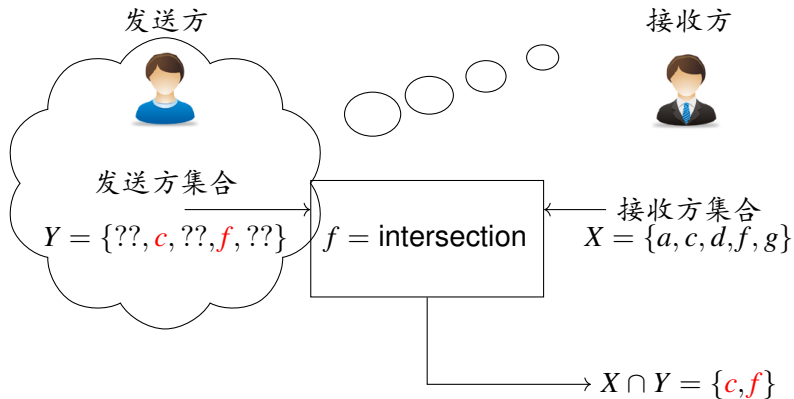 发送方
接收方
发送方集合
接收方集合
Y = {??, c, ??, f, ??}
f = intersection
X = {a, c, d, f, g}
X ∩ Y = {c, f}